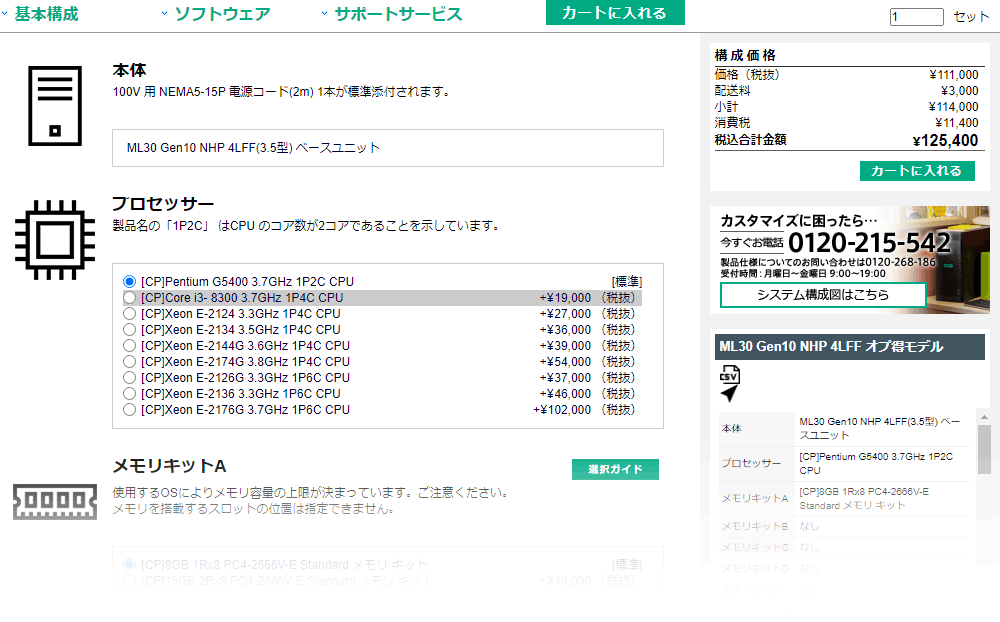 基本構成
ソフトウェア
サポートサービス
カートに入れる
1 セット
本体
100V 用 NEMA5-15P 電源コード(2m) 1本が標準添付されます。
ML30 Gen10 NHP 4LFF(3.5型) ベースユニット
プロセッサー
製品名の「1P2C」 はCPU のコア数が2コアであることを示しています。
[CP]Pentium G5400 3.7GHz 1P2C CPU [標準]
[CP]Core i3- 8300 3.7GHz 1P4C CPU +¥19,000 （税抜）
[CP]Xeon E-2124 3.3GHz 1P4C CPU +¥27,000 （税抜）
[CP]Xeon E-2134 3.5GHz 1P4C CPU +¥36,000 （税抜）
[CP]Xeon E-2144G 3.6GHz 1P4C CPU +¥39,000 （税抜）
[CP]Xeon E-2174G 3.8GHz 1P4C CPU +¥54,000 （税抜）
[CP]Xeon E-2126G 3.3GHz 1P6C CPU +¥37,000 （税抜）
[CP]Xeon E-2136 3.3GHz 1P6C CPU +¥46,000 （税抜）
[CP]Xeon E-2176G 3.7GHz 1P6C CPU +¥102,000 （税抜）
メモリキットA
選択ガイド
使用するOSによりメモリ容量の上限が決まっています。ご注意ください。
メモリを搭載するスロットの位置は指定できません。
[CP]8GB 1Rx8 PC4-2666V-E Standard メモリ キット [標準]
[CP]16GB 2Rx8 PC4-2666V-E Standard メモリ キット +¥19,000 （税抜）
構成価格
価格（税抜） ¥111,000
配送料 ¥3,000
小計 ¥114,000
消費税 ¥11,400
税込合計金額 ¥125,400
カートに入れる
カスタマイズに困ったら…
今すぐお電話 0120-215-542
製品仕様についてのお問い合わせは0120-268-186
受付時間：月曜日～金曜日 9:00～19:00
システム構成図はこちら
ML30 Gen10 NHP 4LFF オプ得モデル
CSV
本体 ML30 Gen10 NHP 4LFF(3.5型) ベー
スユニット
プロセッサー [CP]Pentium G5400 3.7GHz 1P2C
CPU
メモリキットA [CP]8GB 1Rx8 PC4-2666V-E
Standard メモリ キット
メモリキットB なし
メモリキットC なし
メモリキットD なし